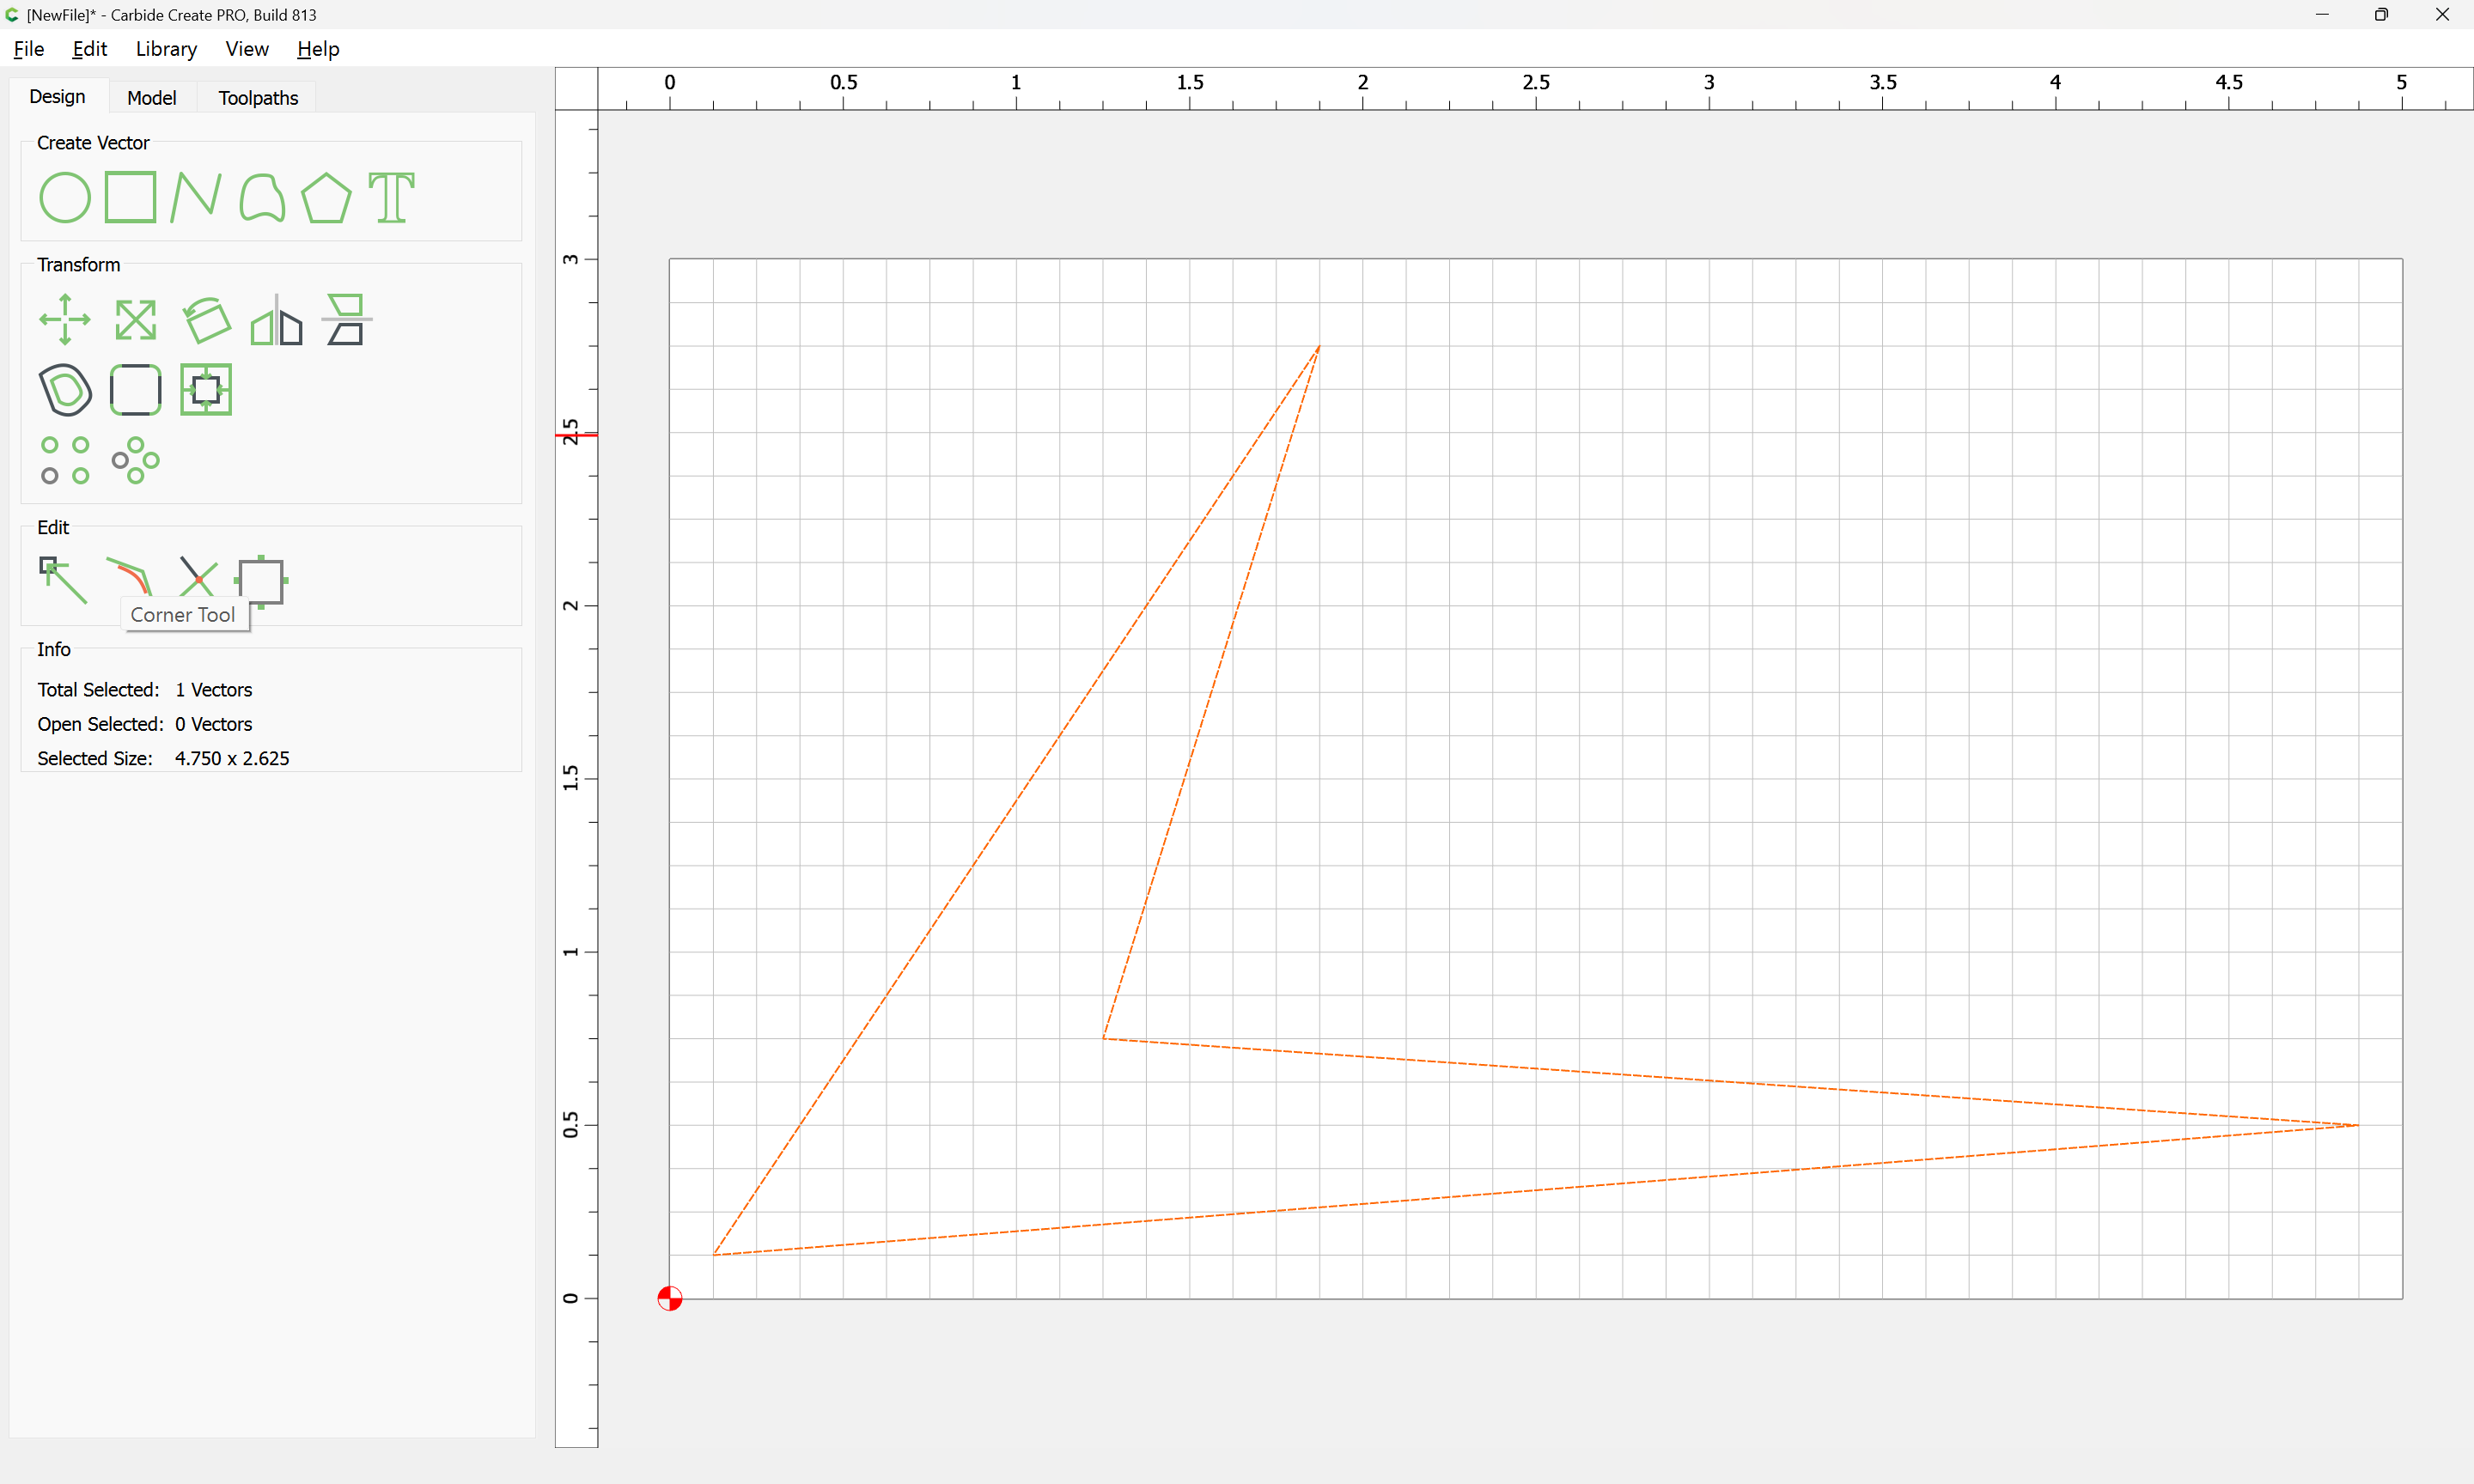 [NewFile]* - Carbide Create PRO, Build 813
File Edit Library View Help
Design Model Toolpaths
Create Vector
Transform
Edit
Corner Tool
Info
Total Selected: 1 Vectors
Open Selected: 0 Vectors
Selected Size: 4.750 x 2.625
0 0.5 1 1.5 2 2.5 3 3.5 4 4.5 5
3
2.5
2
1.5
1
0.5
0